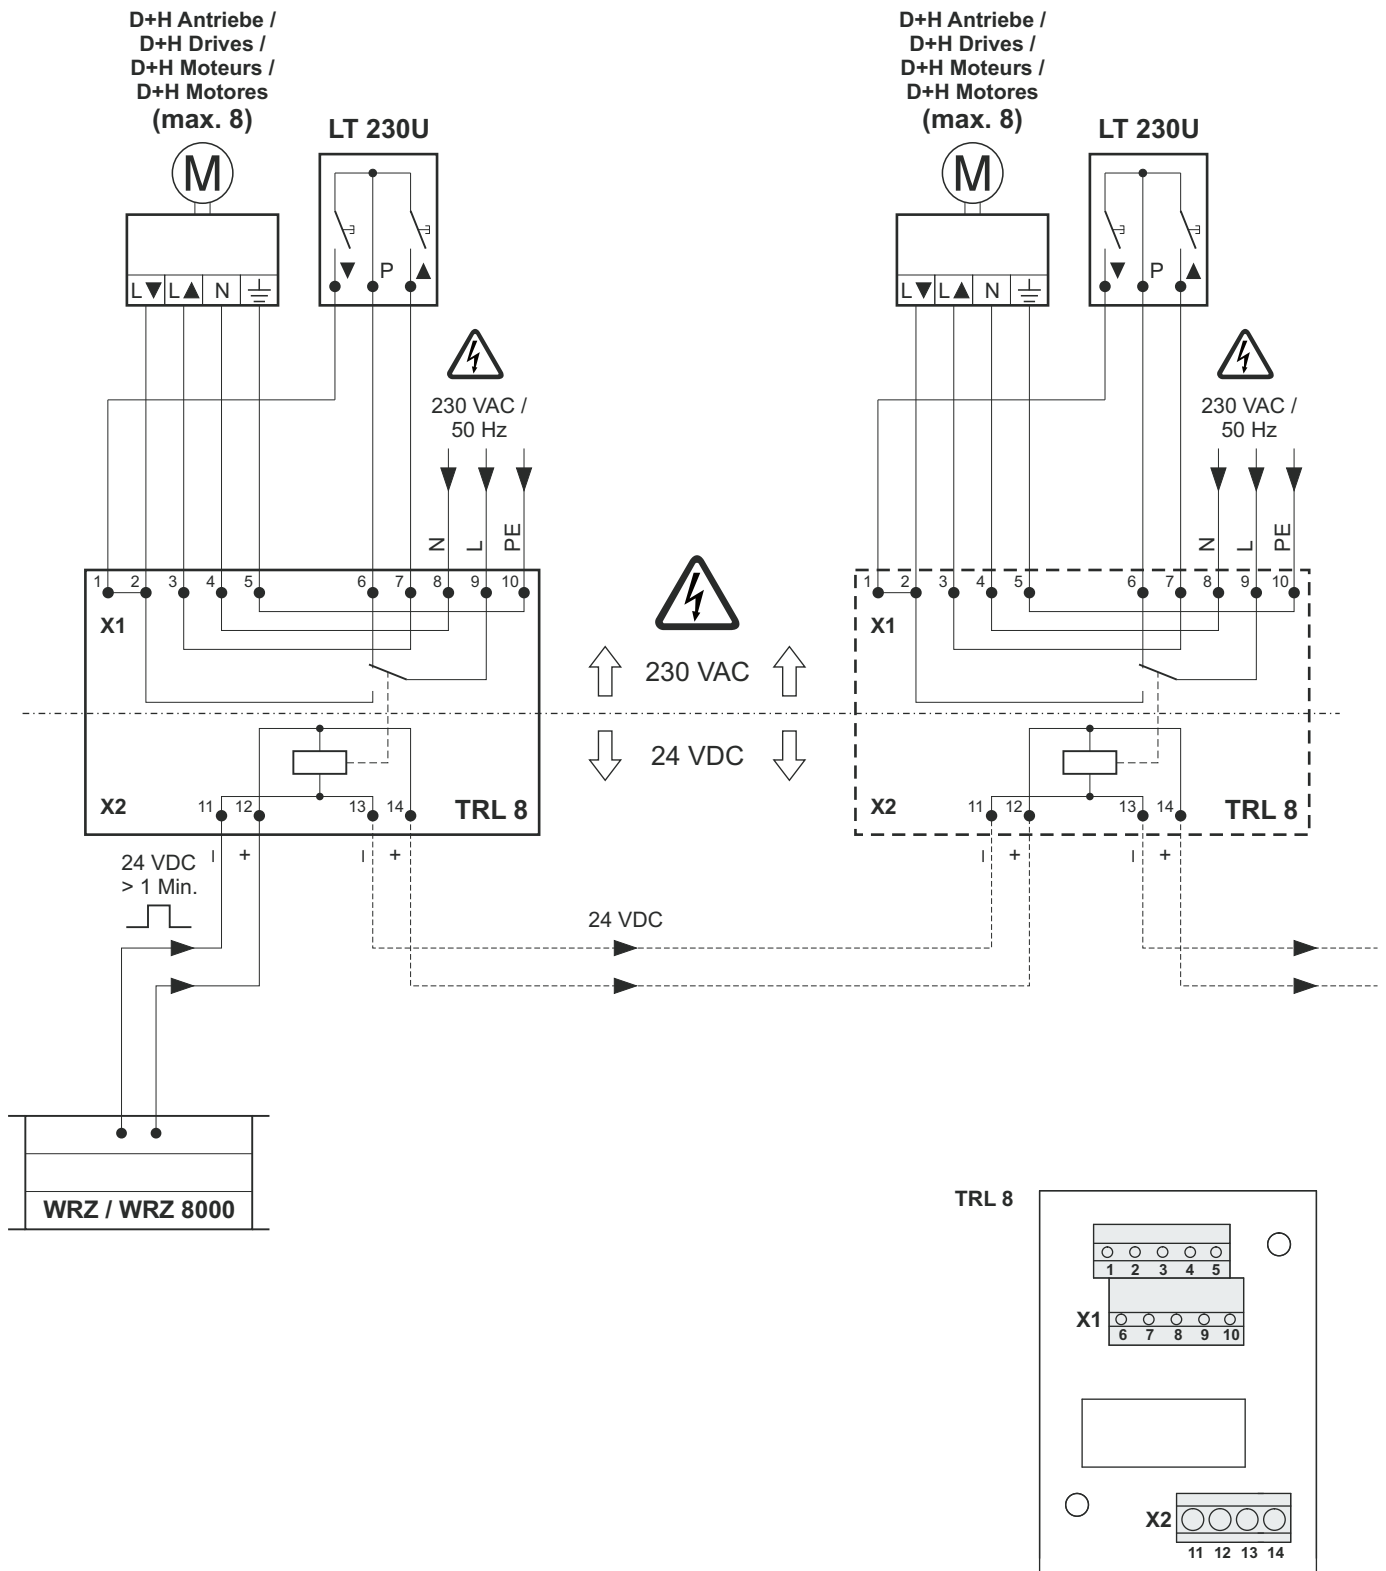 D+H Antriebe /
D+H Drives /
D+H Moteurs /
D+H Motores
(max. 8)
LT 230U
M
L▼ L▲ N
▼ P ▲
230 VAC /
50 Hz
N L PE
1 2 3 4 5 6 7 8 9 10
X1
X2
11 12 13 14
TRL 8
– + – +
24 VDC
> 1 Min.
WRZ / WRZ 8000
230 VAC
24 VDC
24 VDC
D+H Antriebe /
D+H Drives /
D+H Moteurs /
D+H Motores
(max. 8)
LT 230U
M
L▼ L▲ N
▼ P ▲
230 VAC /
50 Hz
N L PE
1 2 3 4 5 6 7 8 9 10
X1
X2
11 12 13 14
TRL 8
– + – +
TRL 8
1 2 3 4 5
X1
6 7 8 9 10
X2
11 12 13 14